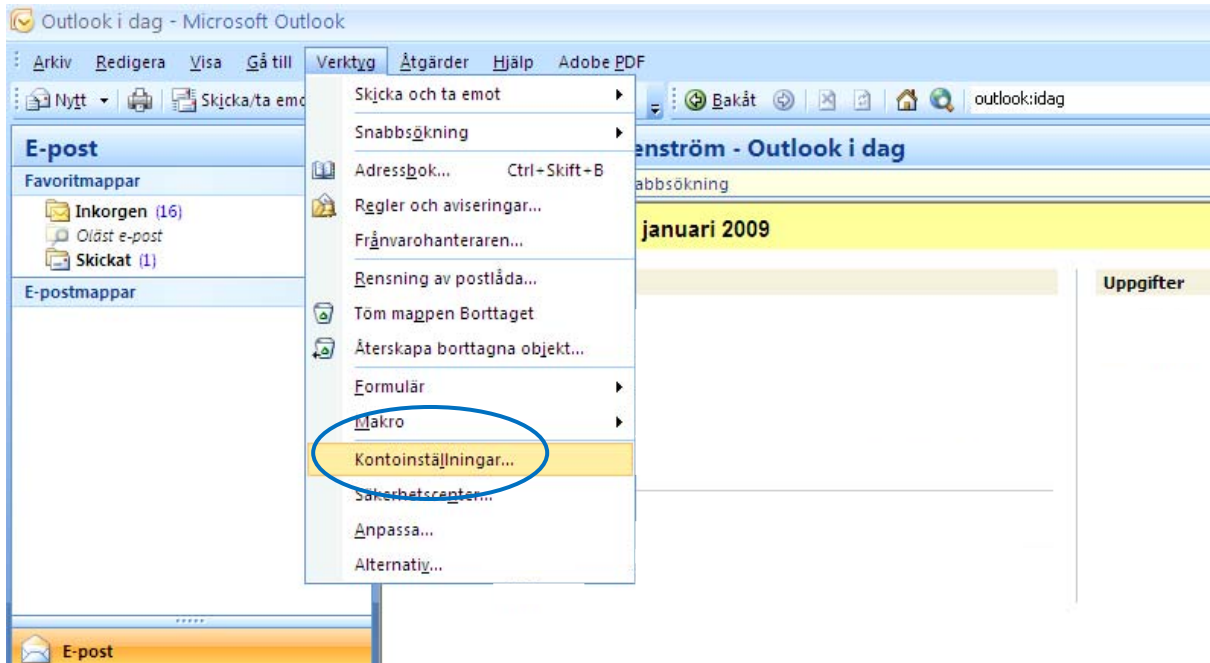 Outlook i dag - Microsoft Outlook
Arkiv Redigera Visa Gå till Verktyg Åtgärder Hjälp Adobe PDF
Nytt Skicka/ta emo Bakåt outlook:idag
E-post
Favoritmappar
Inkorgen (16)
Oläst e-post
Skickat (1)
E-postmappar
Skicka och ta emot
Snabbsökning
Adressbok... Ctrl+Skift+B
Regler och aviseringar...
Frånvarohanteraren...
Rensning av postlåda...
Töm mappen Borttaget
Återskapa borttagna objekt...
Formulär
Makro
Kontoinställningar...
Säkerhetscenter...
Anpassa...
Alternativ...
enström - Outlook i dag
abbsökning
januari 2009
Uppgifter
E-post